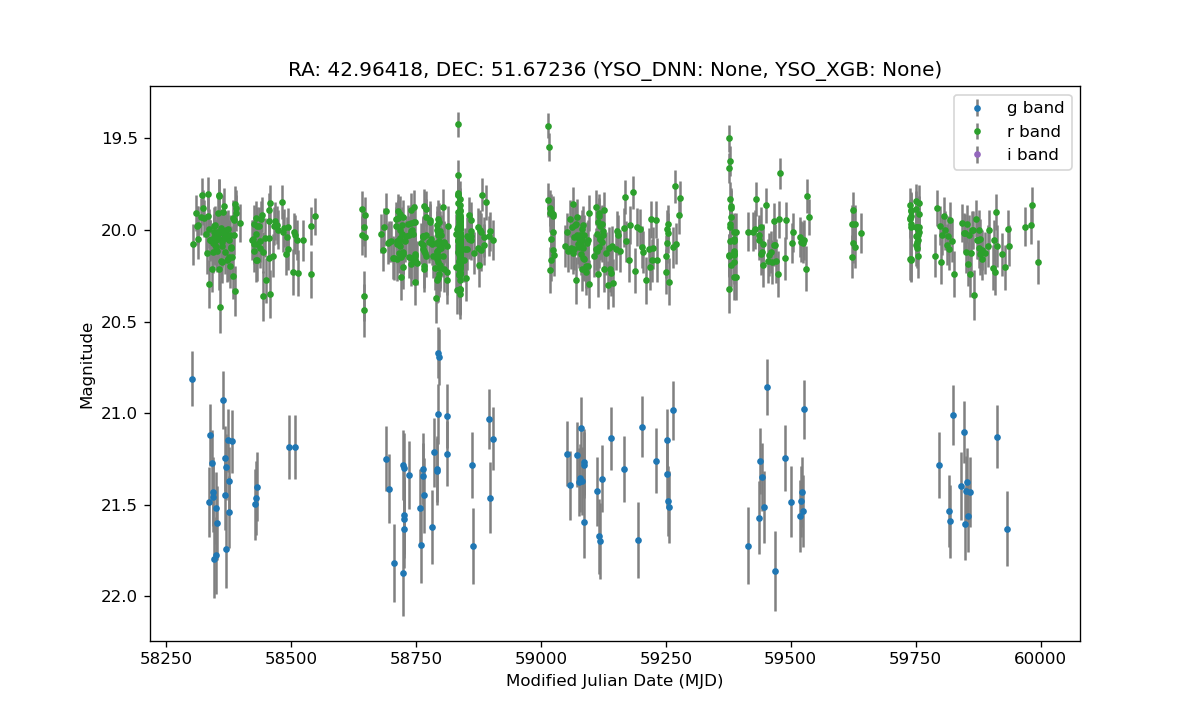 RA: 42.96418, DEC: 51.67236 (YSO_DNN: None, YSO_XGB: None)
g band
r band
i band
19.5
20.0
20.5
21.0
21.5
22.0
Magnitude
58250 58500 58750 59000 59250 59500 59750 60000
Modified Julian Date (MJD)